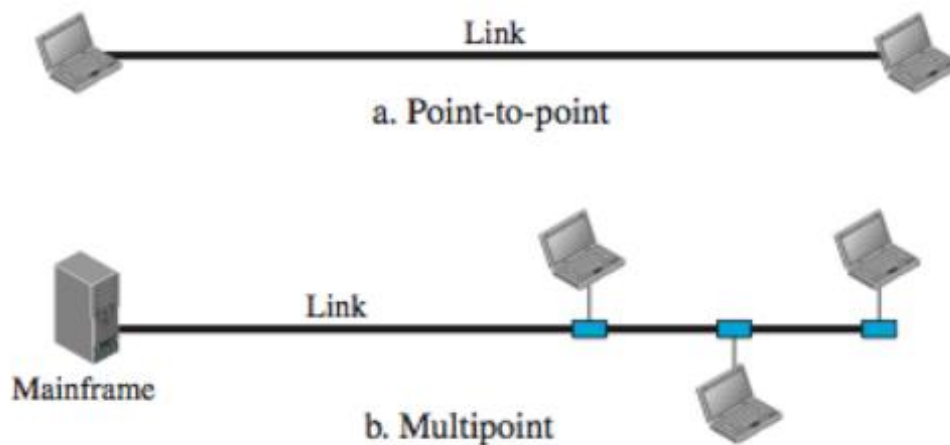 Link
a. Point-to-point
Link
Mainframe
b. Multipoint